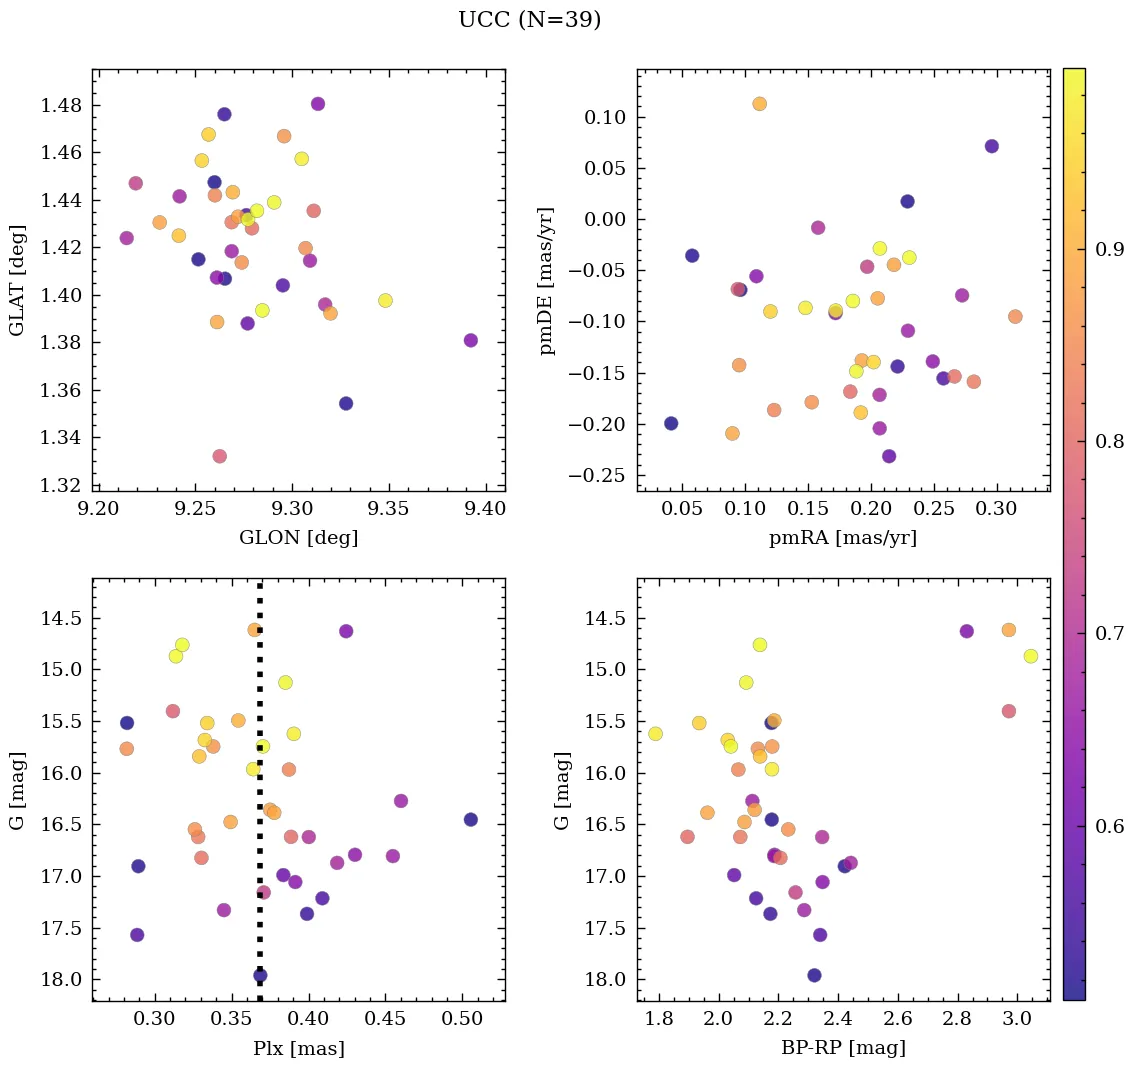 UCC (N=39)
1.48
1.46
1.44
1.42
1.40
1.38
1.36
1.34
1.32
GLAT [deg]
9.20 9.25 9.30 9.35 9.40
GLON [deg]
0.10
0.05
0.00
−0.05
−0.10
−0.15
−0.20
−0.25
pmDE [mas/yr]
0.05 0.10 0.15 0.20 0.25 0.30
pmRA [mas/yr]
14.5
15.0
15.5
16.0
16.5
17.0
17.5
18.0
G [mag]
0.30 0.35 0.40 0.45 0.50
Plx [mas]
14.5
15.0
15.5
16.0
16.5
17.0
17.5
18.0
G [mag]
1.8 2.0 2.2 2.4 2.6 2.8 3.0
BP-RP [mag]
0.9
0.8
0.7
0.6